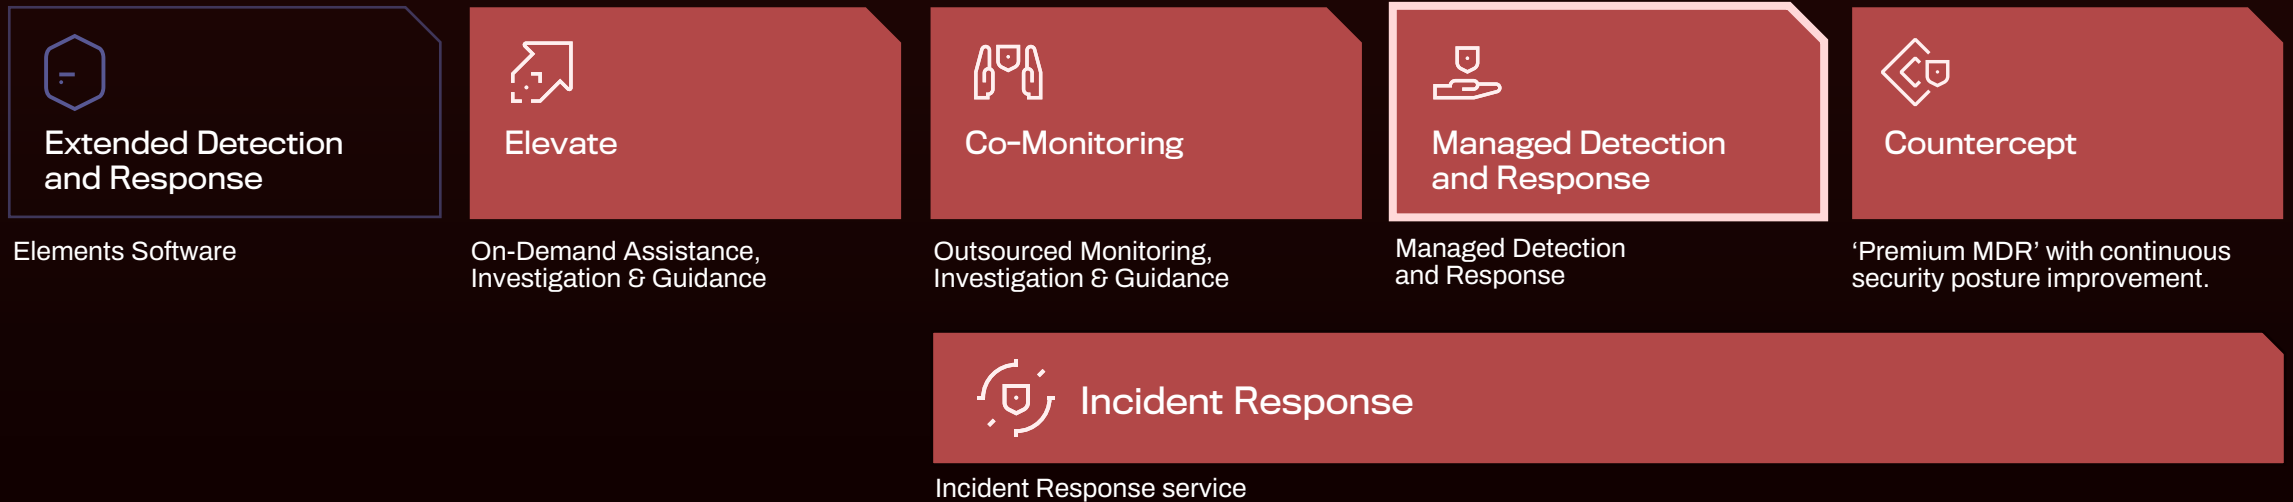 Extended Detection
and Response
Elevate
Co-Monitoring
Managed Detection
and Response
Countercept
Elements Software
On-Demand Assistance,
Investigation & Guidance
Outsourced Monitoring,
Investigation & Guidance
Managed Detection
and Response
‘Premium MDR’ with continuous
security posture improvement.
Incident Response
Incident Response service